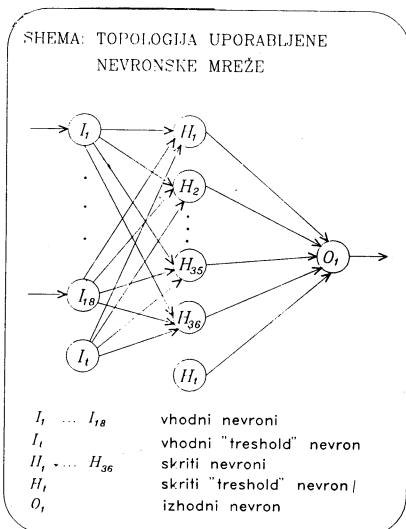 SHEMA: TOPOLOGIJA UPORABLJENE
NEVRONSKE MREŽE
I1
H1
H2
H35
O1
I18
H36
It
Ht
I1 ... I18 vhodni nevroni
It vhodni "treshold" nevron
H1 ... H36 skriti nevroni
Ht skriti "treshold" nevron
O1 izhodni nevron